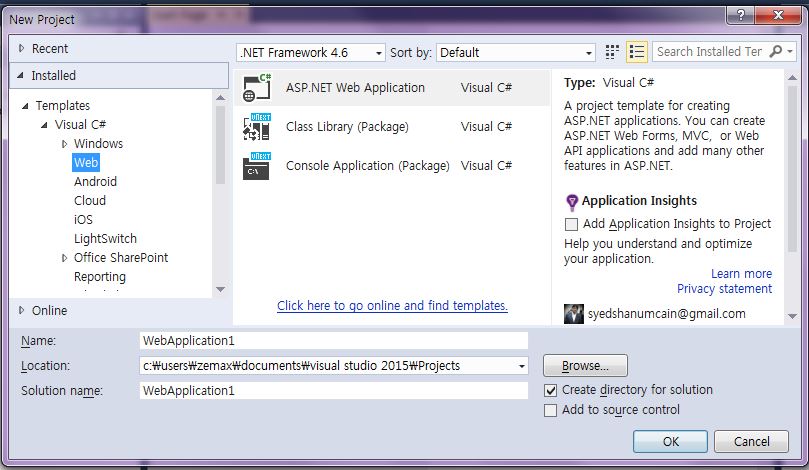 New Project
Recent
Installed
Templates
Visual C#
Windows
Web
Android
Cloud
iOS
LightSwitch
Office SharePoint
Reporting
Online
.NET Framework 4.6
Sort by: Default
Search Installed Ter
C#
ASP.NET Web Application Visual C#
VNEXT
Class Library (Package) Visual C#
VNEXT
C:\
Console Application (Package) Visual C#
Click here to go online and find templates.
Type: Visual C#
A project template for creating
ASP.NET applications. You can create
ASP.NET Web Forms, MVC, or Web
API applications and add many other
features in ASP.NET.
Application Insights
Add Application Insights to Project
Help you understand and optimize
your application.
Learn more
Privacy statement
syedshanumcain@gmail.com
Name: WebApplication1
Location: c:₩users₩zemax₩documents₩visual studio 2015₩Projects
Browse...
Solution name: WebApplication1
Create directory for solution
Add to source control
OK
Cancel